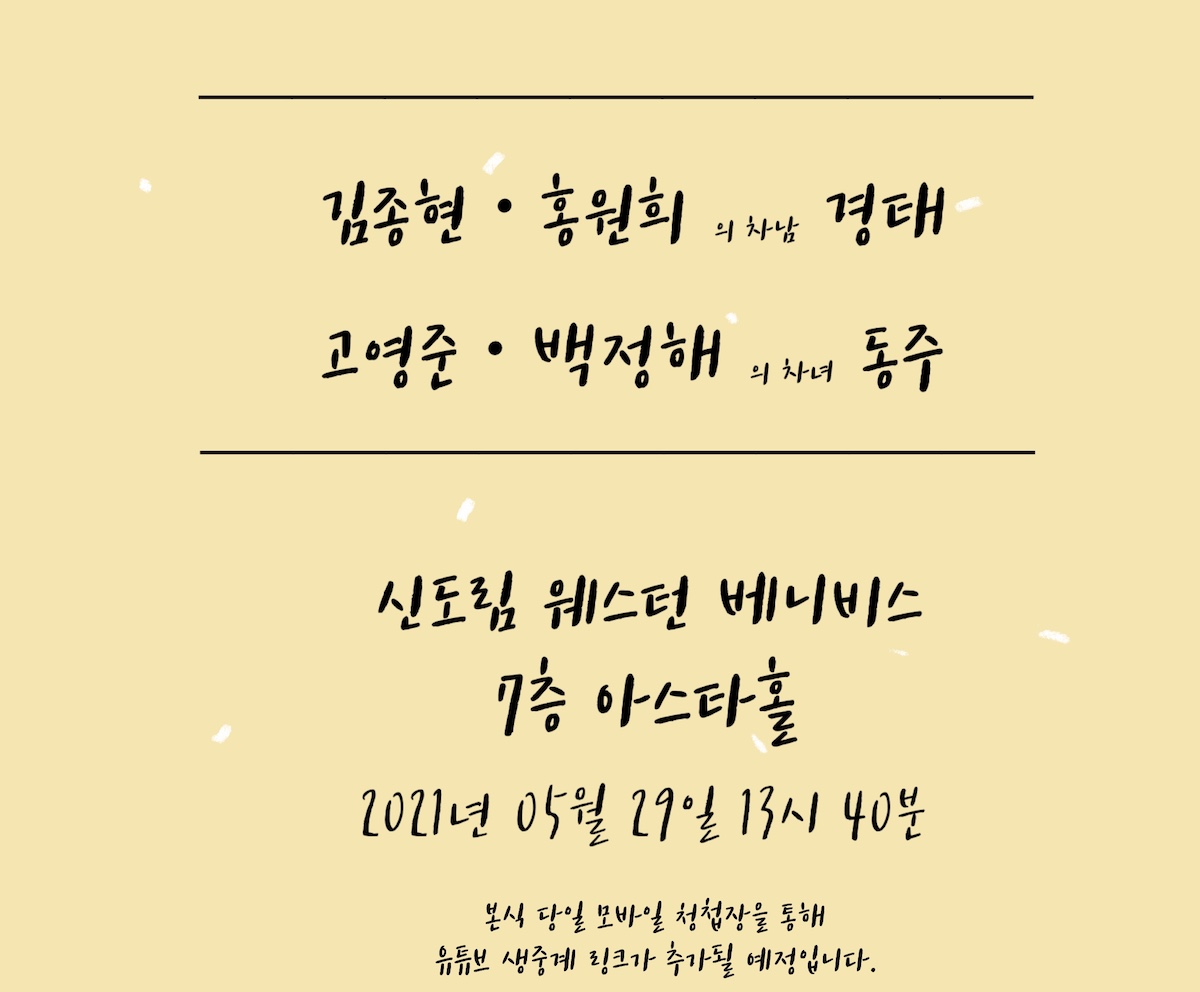 김종현 • 홍원희 의 차남 경태
고영준 • 백정해 의 차녀 동주
신도림 웨스턴 베니비스
7층 아스타홀
2021년 05월 29일 13시 40분
본식 당일 모바일 청첩장을 통해
유튜브 생중계 링크가 추가될 예정입니다.